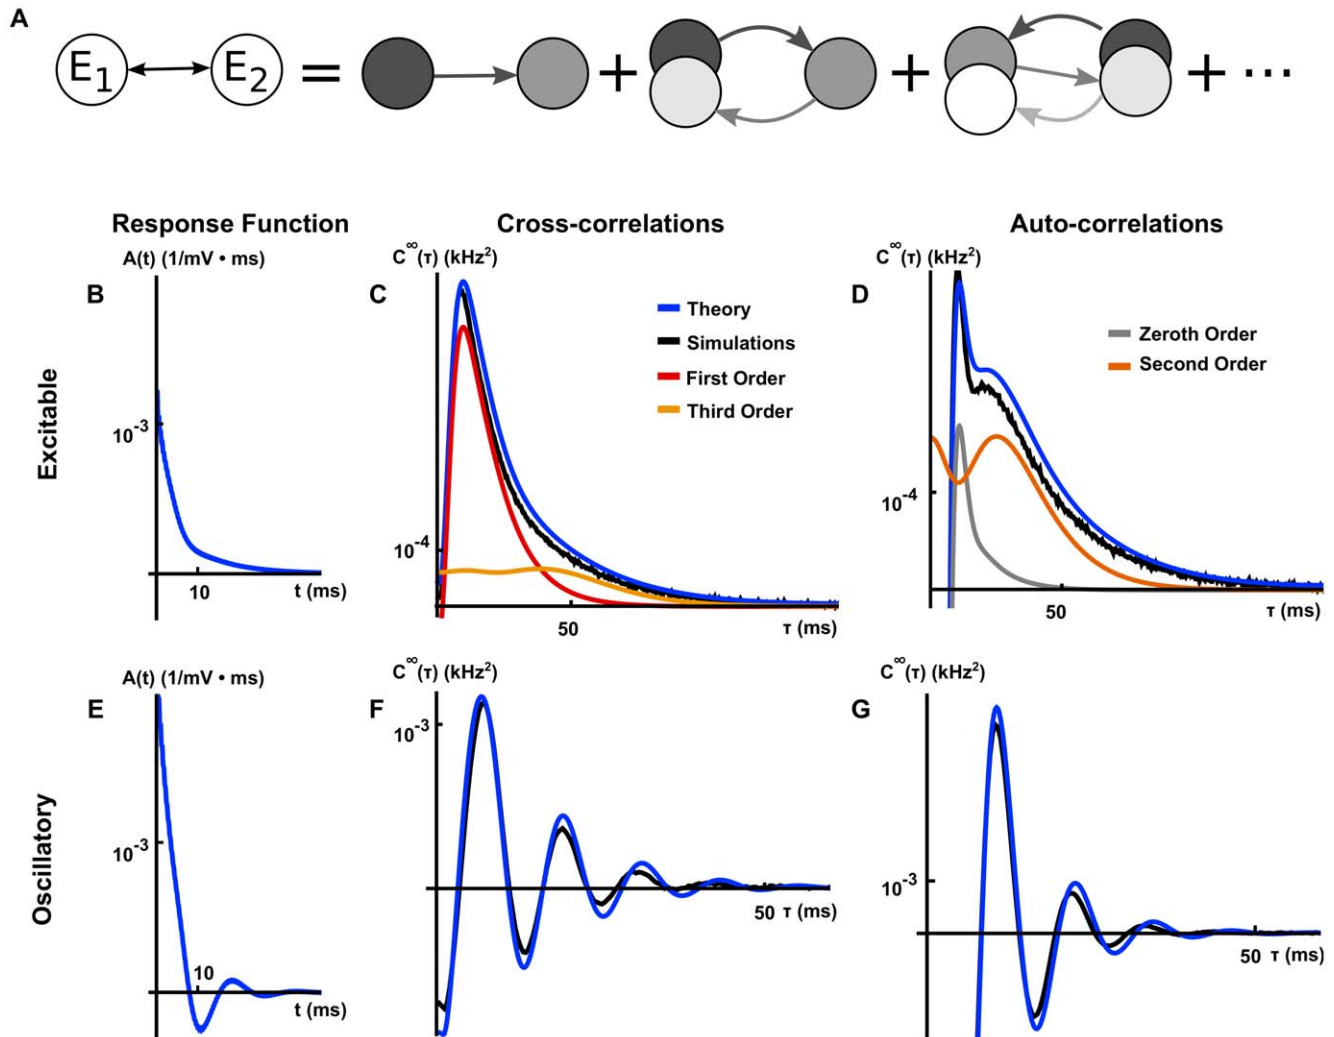 A
E₁ E₂ = + + + ...
Response Function Cross-correlations Auto-correlations
A(t) (1/mV • ms) C∞(τ) (kHz²) C∞(τ) (kHz²)
B C D
Theory
Simulations
First Order
Third Order
Zeroth Order
Second Order
Excitable
10⁻³
10⁻⁴
10⁻⁴
10 t (ms)
50 τ (ms)
50 τ (ms)
A(t) (1/mV • ms) C∞(τ) (kHz²) C∞(τ) (kHz²)
E F G
Oscillatory
10⁻³
10⁻³
10⁻³
10 t (ms)
50 τ (ms)
50 τ (ms)